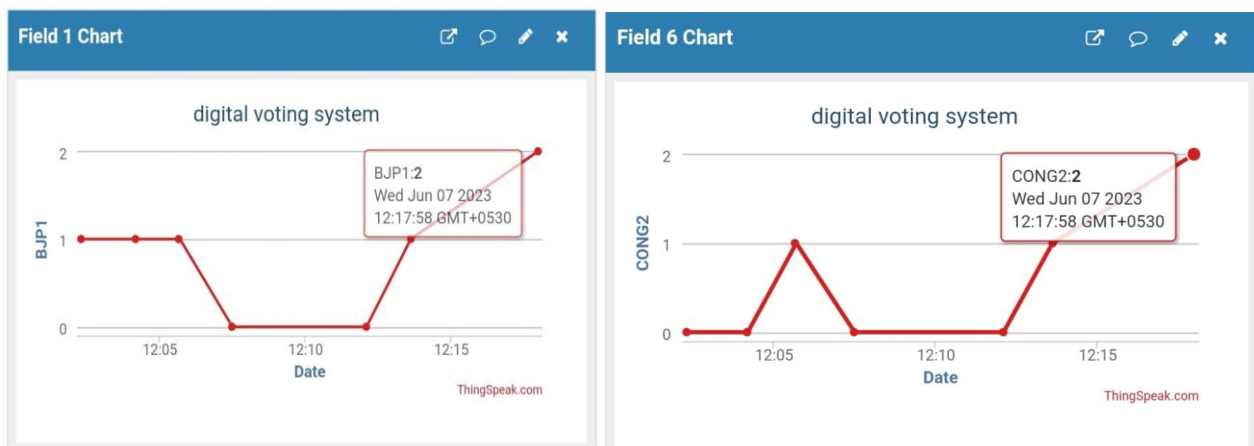 Field 1 Chart
digital voting system
2
1
0
BJP1
BJP1:2
Wed Jun 07 2023
12:17:58 GMT+0530
12:05
12:10
12:15
Date
ThingSpeak.com
Field 6 Chart
digital voting system
2
1
0
CONG2
CONG2:2
Wed Jun 07 2023
12:17:58 GMT+0530
12:05
12:10
12:15
Date
ThingSpeak.com